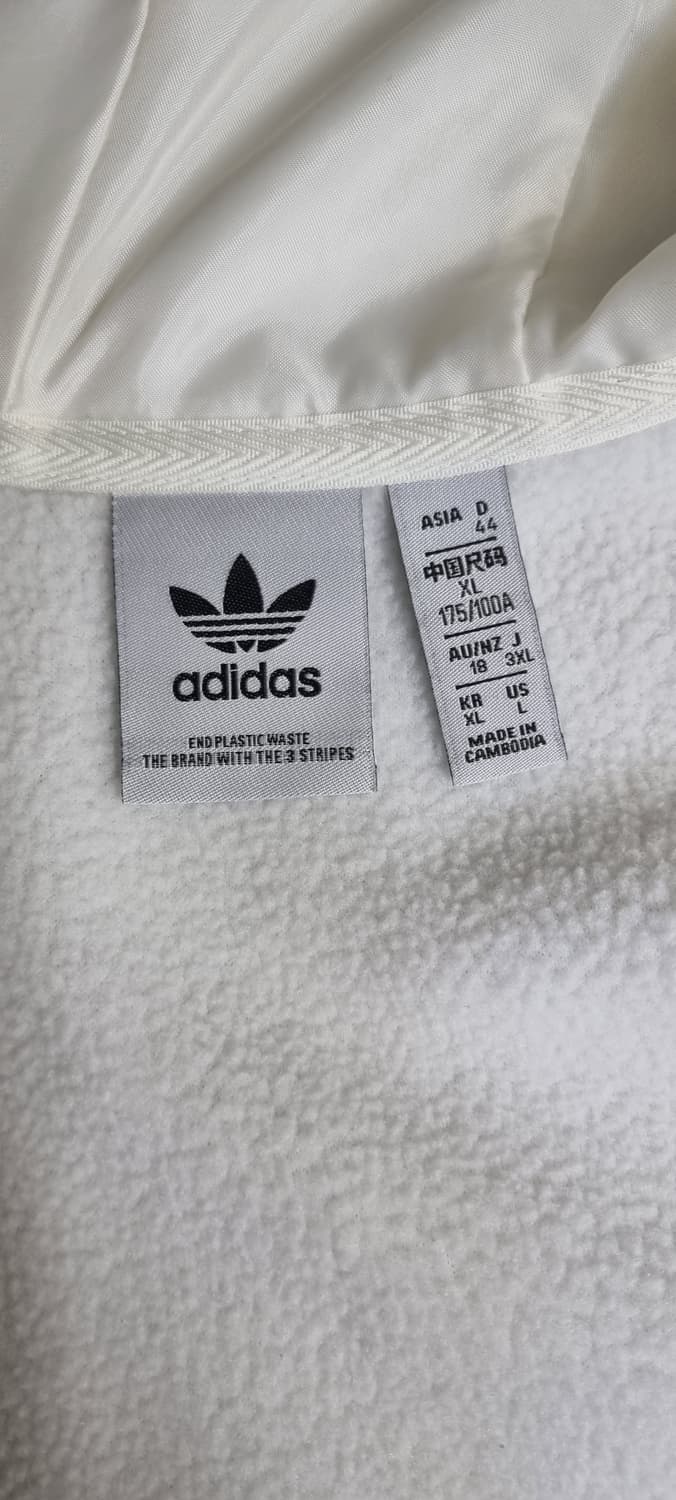 adidas
END PLASTIC WASTE
THE BRAND WITH THE 3 STRIPES
ASIA D
44
中国尺码
XL
175/100A
AU/NZ J
18 3XL
KR US
XL L
MADE IN
CAMBODIA